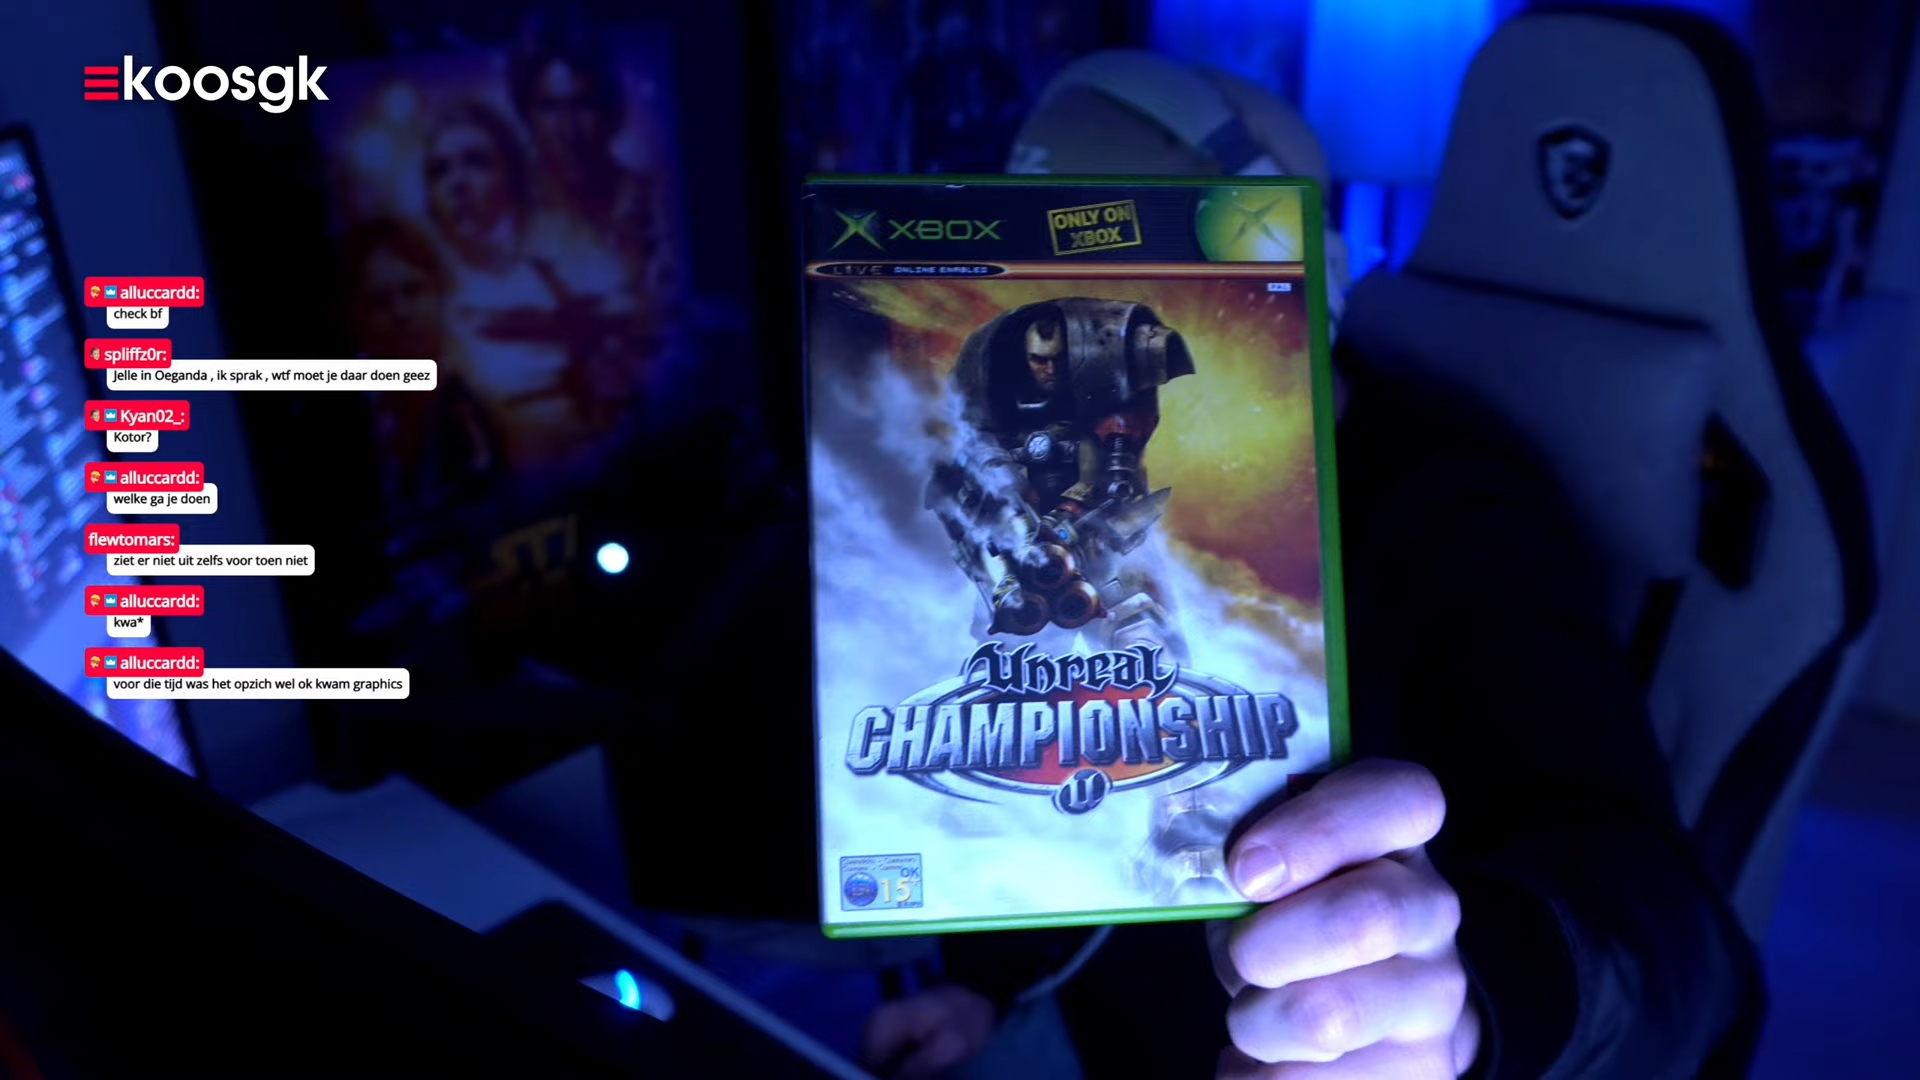 koosgk
alluccardd:
check bf
spliffz0r:
Jelle in Oeganda , ik sprak , wtf moet je daar doen geez
Kyan02_:
Kotor?
alluccardd:
welke ga je doen
flewtomars:
ziet er niet uit zelfs voor toen niet
alluccardd:
kwa*
alluccardd:
voor die tijd was het opzich wel ok kwam graphics
XBOX
ONLY ON
XBOX
LIVE ONLINE ENABLED
PAL
Unreal
CHAMPIONSHIP
U
OK
15+